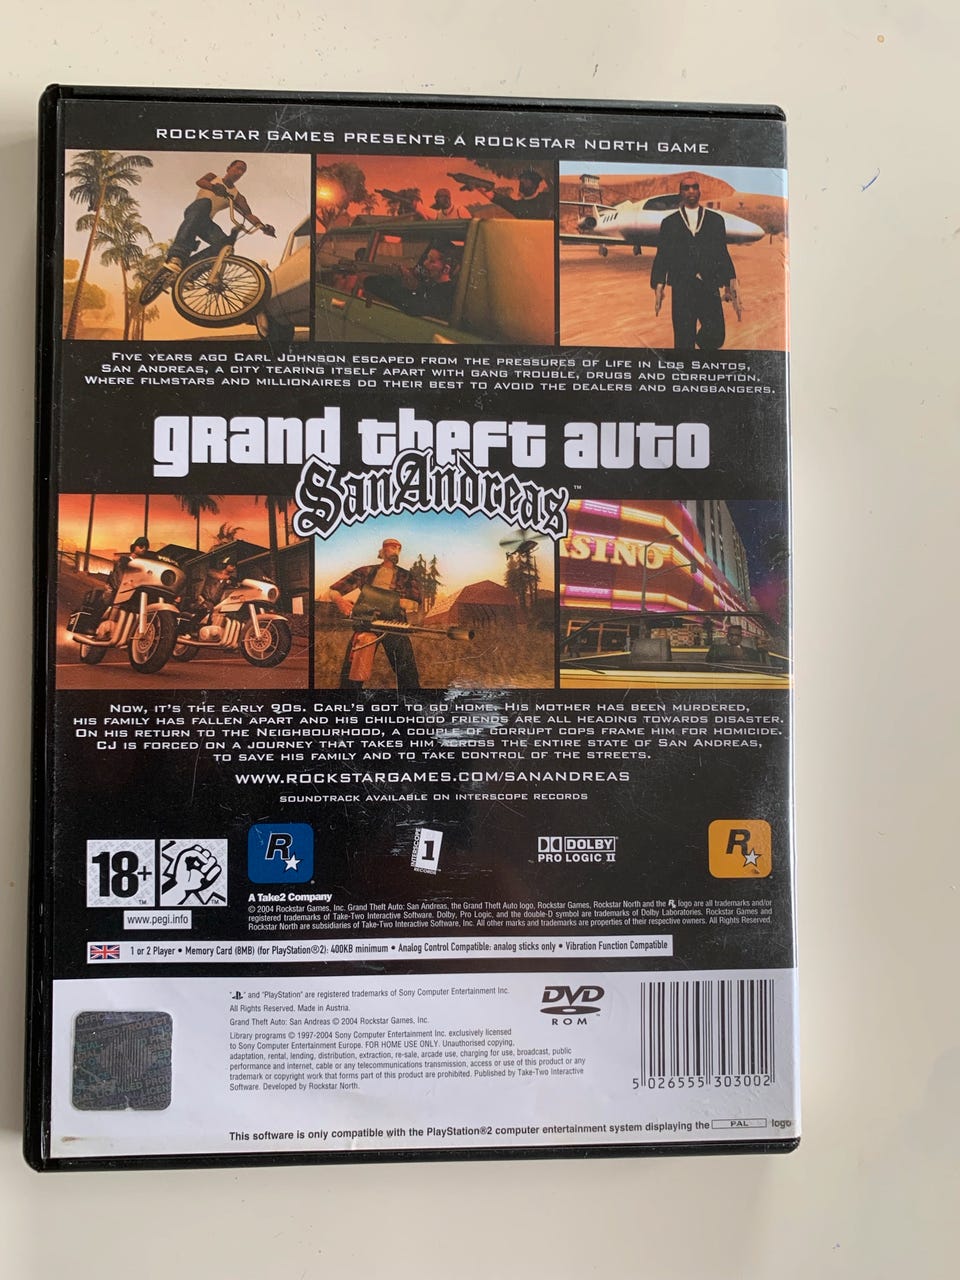 ROCKSTAR GAMES PRESENTS A ROCKSTAR NORTH GAME
FIVE YEARS AGO CARL JOHNSON ESCAPED FROM THE PRESSURES OF LIFE IN LOS SANTOS,
SAN ANDREAS, A CITY TEARING ITSELF APART WITH GANG TROUBLE, DRUGS AND CORRUPTION.
WHERE FILMSTARS AND MILLIONAIRES DO THEIR BEST TO AVOID THE DEALERS AND GANGBANGERS.
grand theft auto
San Andreas™
SINO
NOW, IT'S THE EARLY 90S. CARL'S GOT TO GO HOME. HIS MOTHER HAS BEEN MURDERED,
HIS FAMILY HAS FALLEN APART AND HIS CHILDHOOD FRIENDS ARE ALL HEADING TOWARDS DISASTER.
ON HIS RETURN TO THE NEIGHBOURHOOD, A COUPLE OF CORRUPT COPS FRAME HIM FOR HOMICIDE.
CJ IS FORCED ON A JOURNEY THAT TAKES HIM ACROSS THE ENTIRE STATE OF SAN ANDREAS,
TO SAVE HIS FAMILY AND TO TAKE CONTROL OF THE STREETS.
WWW.ROCKSTARGAMES.COM/SANANDREAS
SOUNDTRACK AVAILABLE ON INTERSCOPE RECORDS
18+™
™
www.pegi.info
R
INTERSCOPE 1 RECORDS
DOLBY
PRO LOGIC II
R
A Take2 Company
© 2004 Rockstar Games, Inc. Grand Theft Auto: San Andreas, the Grand Theft Auto logo, Rockstar Games, Rockstar North and the R logo are all trademarks and/or
registered trademarks of Take-Two Interactive Software. Dolby, Pro Logic, and the double-D symbol are trademarks of Dolby Laboratories. Rockstar Games and
Rockstar North are subsidiaries of Take-Two Interactive Software, Inc. All other marks and trademarks are properties of their respective owners. All Rights Reserved.
1 or 2 Player • Memory Card (8MB) (for PlayStation®2): 400KB minimum • Analog Control Compatible: analog sticks only • Vibration Function Compatible
"PS" and "PlayStation" are registered trademarks of Sony Computer Entertainment Inc.
All Rights Reserved. Made in Austria.
Grand Theft Auto: San Andreas © 2004 Rockstar Games, Inc.
Library programs © 1997-2004 Sony Computer Entertainment Inc. exclusively licensed
to Sony Computer Entertainment Europe. FOR HOME USE ONLY. Unauthorised copying,
adaptation, rental, lending, distribution, extraction, re-sale, arcade use, charging for use, broadcast, public
performance and internet, cable or any telecommunications transmission, access or use of this product or any
trademark or copyright work that forms part of this product are prohibited. Published by Take-Two Interactive
Software. Developed by Rockstar North.
DVD
ROM
5 026555 303002
This software is only compatible with the PlayStation®2 computer entertainment system displaying the PAL logo